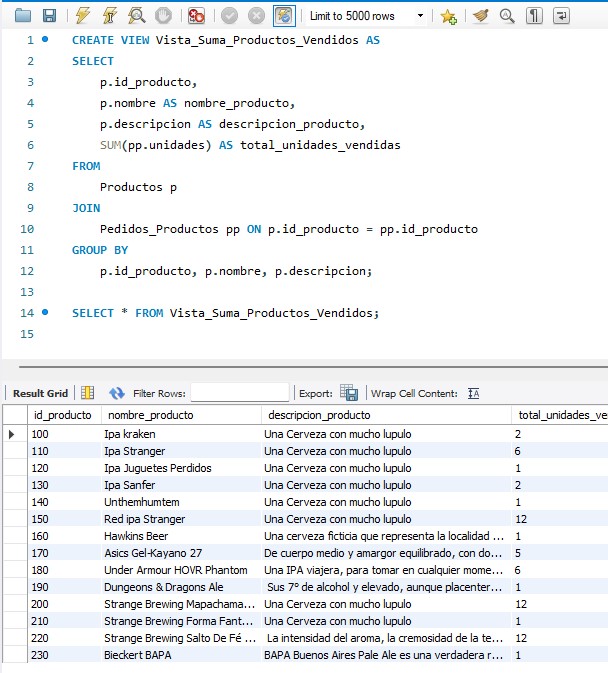 Limit to 5000 rows
1 CREATE VIEW Vista_Suma_Productos_Vendidos AS
2 SELECT
3 p.id_producto,
4 p.nombre AS nombre_producto,
5 p.descripcion AS descripcion_producto,
6 SUM(pp.unidades) AS total_unidades_vendidas
7 FROM
8 Productos p
9 JOIN
10 Pedidos_Productos pp ON p.id_producto = pp.id_producto
11 GROUP BY
12 p.id_producto, p.nombre, p.descripcion;
13
14 SELECT * FROM Vista_Suma_Productos_Vendidos;
15
Result Grid Filter Rows: Export: Wrap Cell Content: IA
id_producto nombre_producto descripcion_producto total_unidades_ve
100 Ipa kraken Una Cerveza con mucho lupulo 2
110 Ipa Stranger Una Cerveza con mucho lupulo 6
120 Ipa Juguetes Perdidos Una Cerveza con mucho lupulo 1
130 Ipa Sanfer Una Cerveza con mucho lupulo 2
140 Unthemhumtem Una Cerveza con mucho lupulo 1
150 Red ipa Stranger Una Cerveza con mucho lupulo 12
160 Hawkins Beer Una cerveza ficticia que representa la localidad ... 1
170 Asics Gel-Kayano 27 De cuerpo medio y amargor equilibrado, con do... 5
180 Under Armour HOVR Phantom Una IPA viajera, para tomar en cualquier mome... 6
190 Dungeons & Dragons Ale Sus 7° de alcohol y elevado, aunque placenter... 1
200 Strange Brewing Mapachama... Una Cerveza con mucho lupulo 12
210 Strange Brewing Forma Fant... Una Cerveza con mucho lupulo 1
220 Strange Brewing Salto De Fé ... La intensidad del aroma, la cremosidad de la te... 12
230 Bieckert BAPA BAPA Buenos Aires Pale Ale es una verdadera r... 1